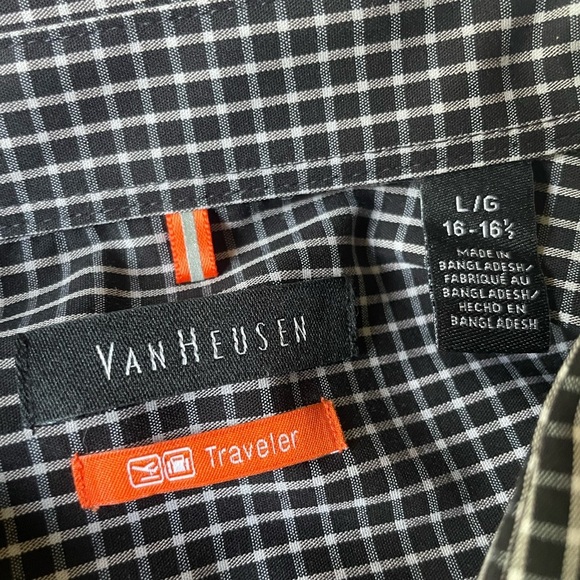 L/G
16-16½
MADE IN
BANGLADESH/
FABRIQUÉ AU
BANGLADESH/
HECHO EN
BANGLADESH
VANHEUSEN
Traveler